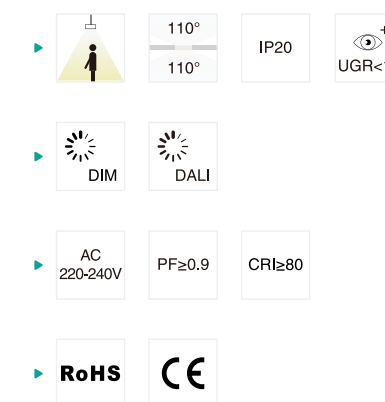 110°
110°
IP20
UGR<
DIM
DALI
AC
220-240V
PF≥0.9
CRI≥80
RoHS
CE